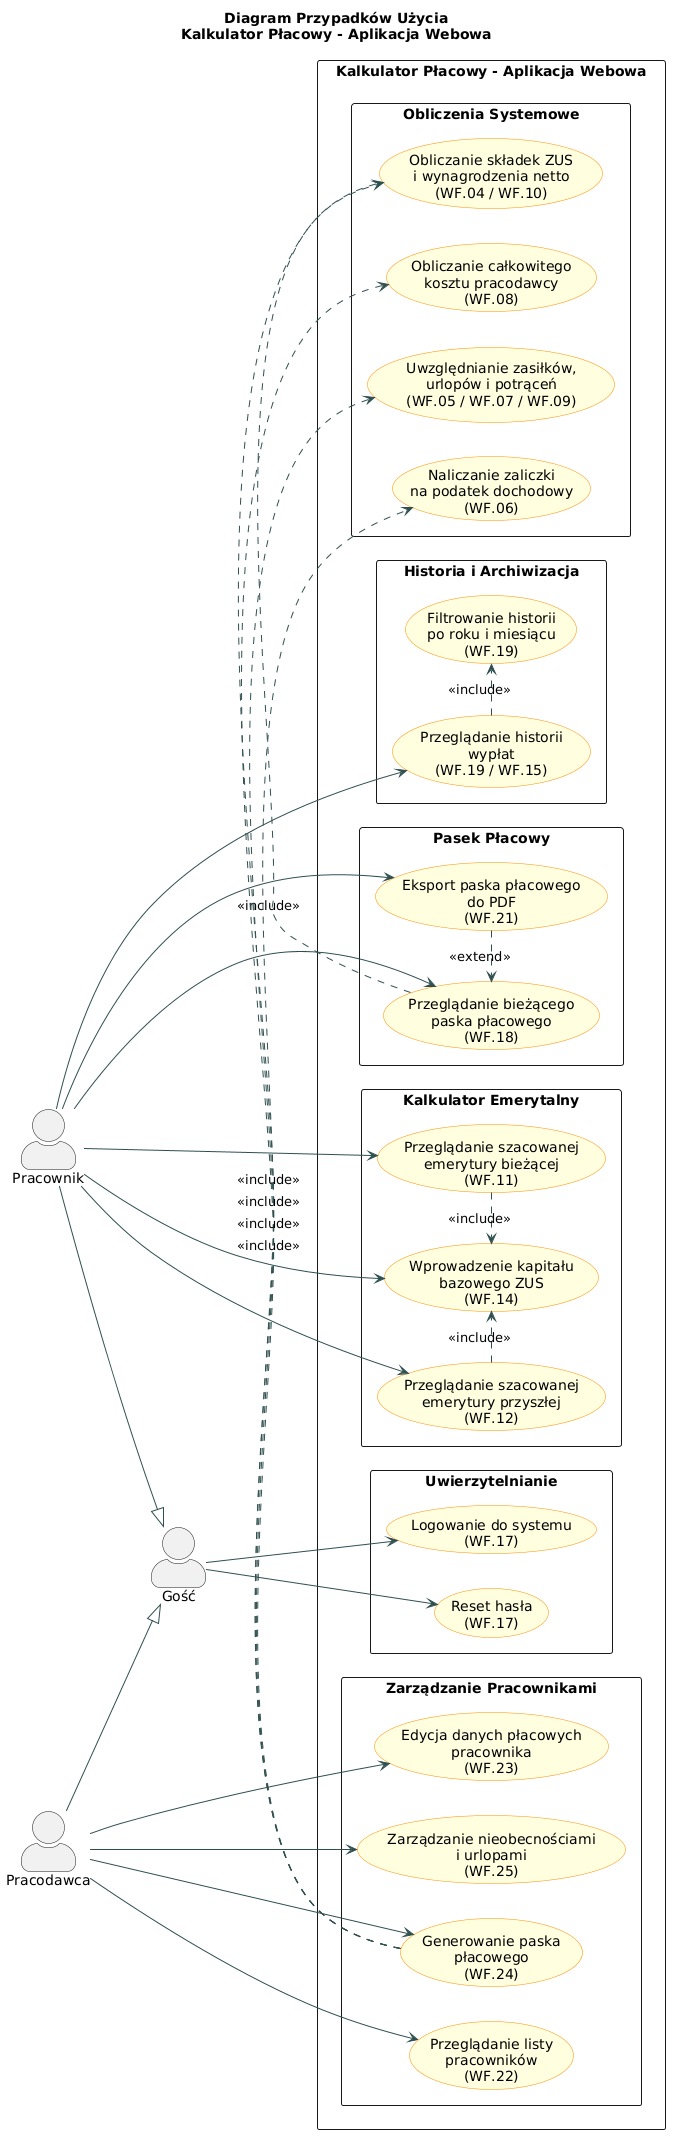 Diagram Przypadków Użycia
Kalkulator Płacowy - Aplikacja Webowa
Kalkulator Płacowy - Aplikacja Webowa
Obliczenia Systemowe
Obliczanie składek ZUS
i wynagrodzenia netto
(WF.04 / WF.10)
Obliczanie całkowitego
kosztu pracodawcy
(WF.08)
Uwzględnianie zasiłków,
urlopów i potrąceń
(WF.05 / WF.07 / WF.09)
Naliczanie zaliczki
na podatek dochodowy
(WF.06)
Historia i Archiwizacja
Filtrowanie historii
po roku i miesiącu
(WF.19)
«include»
Przeglądanie historii
wypłat
(WF.19 / WF.15)
Pasek Płacowy
Eksport paska płacowego
do PDF
(WF.21)
«include»
«extend»
Przeglądanie bieżącego
paska płacowego
(WF.18)
Kalkulator Emerytalny
Przeglądanie szacowanej
emerytury bieżącej
(WF.11)
Pracownik
«include»
«include»
«include»
«include»
«include»
Wprowadzenie kapitału
bazowego ZUS
(WF.14)
«include»
Przeglądanie szacowanej
emerytury przyszłej
(WF.12)
Uwierzytelnianie
Logowanie do systemu
(WF.17)
Gość
Reset hasła
(WF.17)
Zarządzanie Pracownikami
Edycja danych płacowych
pracownika
(WF.23)
Zarządzanie nieobecnościami
i urlopami
(WF.25)
Pracodawca
Generowanie paska
płacowego
(WF.24)
Przeglądanie listy
pracowników
(WF.22)